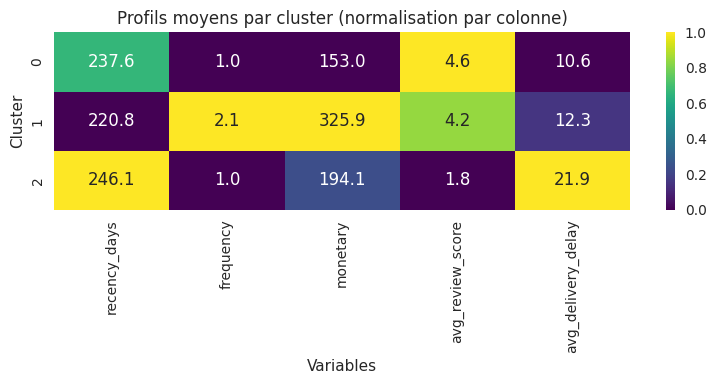 Profils moyens par cluster (normalisation par colonne)
Cluster
0
237.6 1.0 153.0 4.6 10.6
1
220.8 2.1 325.9 4.2 12.3
2
246.1 1.0 194.1 1.8 21.9
recency_days
frequency
monetary
avg_review_score
avg_delivery_delay
Variables
1.0
0.8
0.6
0.4
0.2
0.0